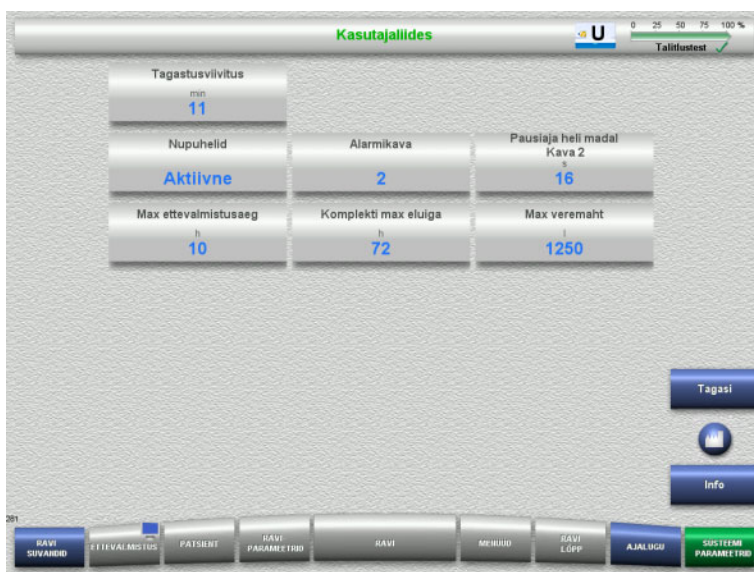 Kasutajaliides
U
0 25 50 75 100 %
Talitlustest
Tagastusviivitus
min
11
Nupuhelid
Aktiivne
Alarmikava
2
Pausiaja heli madal
Kava 2
s
16
Max ettevalmistusaeg
h
10
Komplekti max eluiga
h
72
Max veremaht
l
1250
Tagasi
Info
281
RAVI
SUVANDID
ETTEVALMISTUS
PATSIENT
RAVI
PARAMEETRID
RAVI
MENUUD
RAVI
LÕPP
AJALUGU
SUSTEEMI
PARAMEETRID